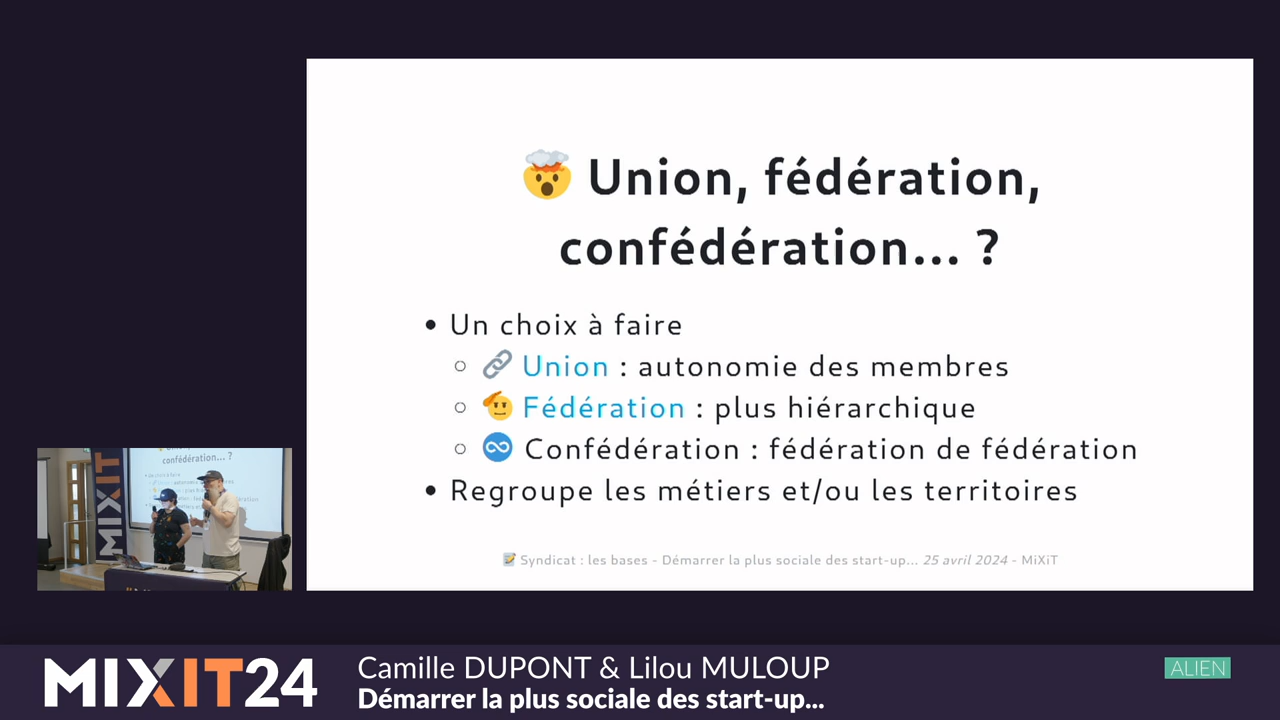 Union, fédération,
confédération... ?
Un choix à faire
Union : autonomie des membres
Fédération : plus hiérarchique
Confédération : fédération de fédération
Regroupe les métiers et/ou les territoires
Syndicat : les bases - Démarrer la plus sociale des start-up... 25 avril 2024 - MiXiT
MIXIT
confédération... ?
MIXIT24
Camille DUPONT & Lilou MULOUP
Démarrer la plus sociale des start-up...
ALIEN